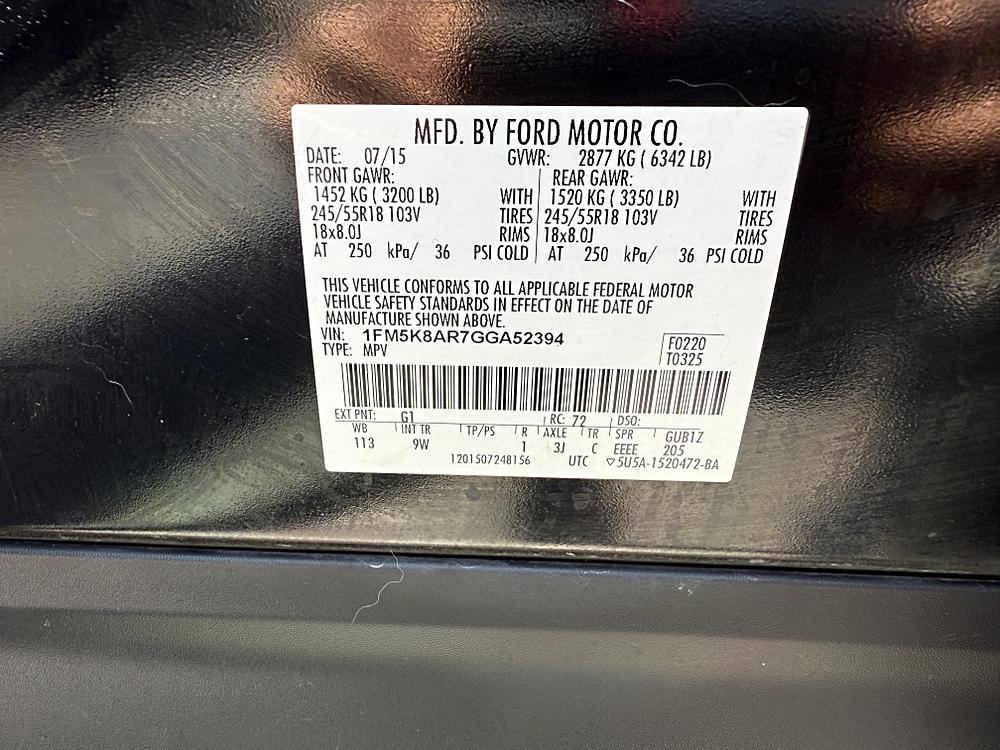 MFD. BY FORD MOTOR CO.
DATE: 07/15 GVWR: 2877 KG ( 6342 LB)
FRONT GAWR: REAR GAWR:
1452 KG ( 3200 LB) WITH 1520 KG ( 3350 LB) WITH
245/55R18 103V TIRES 245/55R18 103V TIRES
18x8.0J RIMS 18x8.0J RIMS
AT 250 kPa/ 36 PSI COLD AT 250 kPa/ 36 PSI COLD
THIS VEHICLE CONFORMS TO ALL APPLICABLE FEDERAL MOTOR
VEHICLE SAFETY STANDARDS IN EFFECT ON THE DATE OF
MANUFACTURE SHOWN ABOVE.
VIN: 1FM5K8AR7GGA52394 F0220
TYPE: MPV T0325
EXT PNT: G1 RC: 72 DSO:
WB INT TR TP/PS R AXLE TR SPR GUB1Z
113 9W 1 3J C EEEE 205
1201507248156 UTC ▽5U5A-1520472-BA